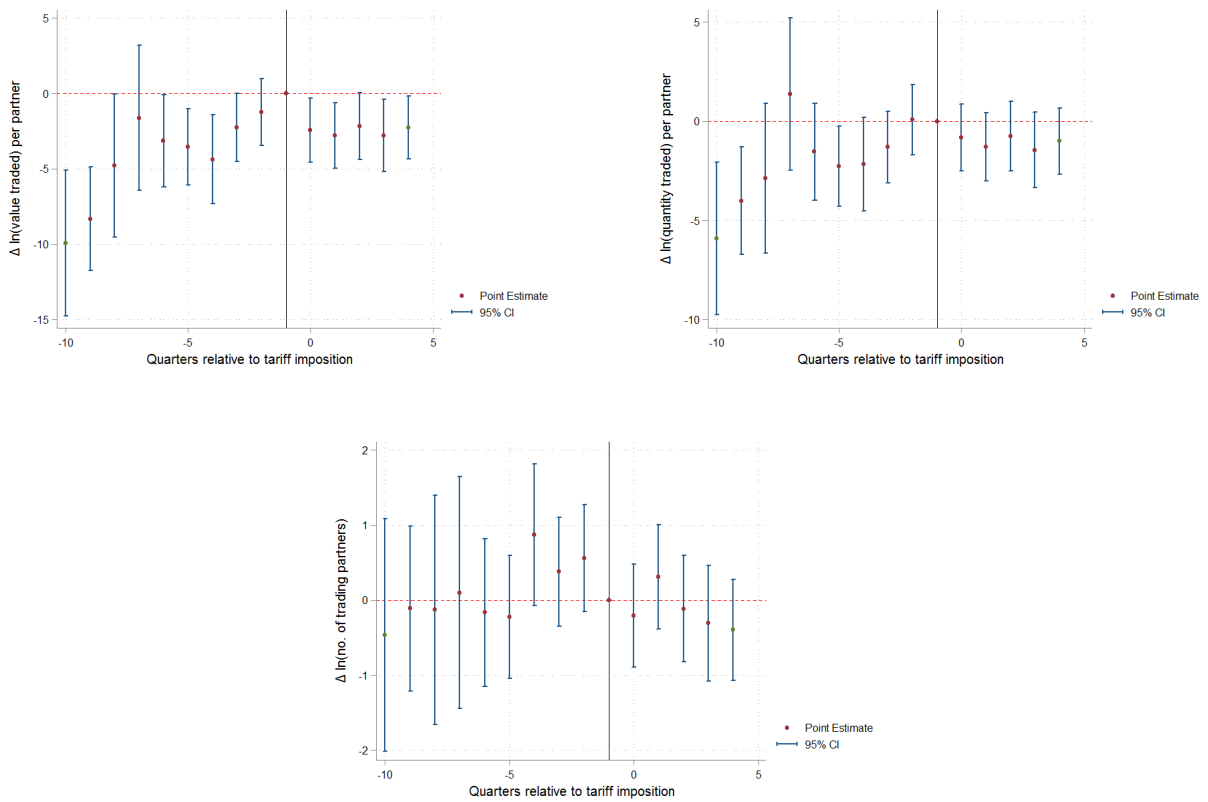 Δ ln(value traded) per partner
5
0
-5
-10
-15
-10
-5
0
5
Quarters relative to tariff imposition
Point Estimate
95% CI
Δ ln(quantity traded) per partner
5
0
-5
-10
-10
-5
0
5
Quarters relative to tariff imposition
Point Estimate
95% CI
Δ ln(no. of trading partners)
2
1
0
-1
-2
-10
-5
0
5
Quarters relative to tariff imposition
Point Estimate
95% CI